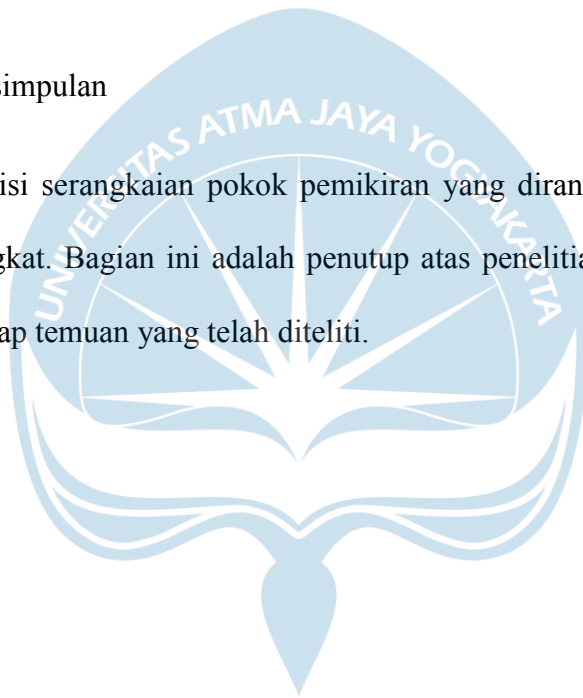 simpulan
UNIVERSITAS ATMA JAYA YOGYAKARTA
isi serangkaian pokok pemikiran yang diran
gkat. Bagian ini adalah penutup atas penelitia
ap temuan yang telah diteliti.